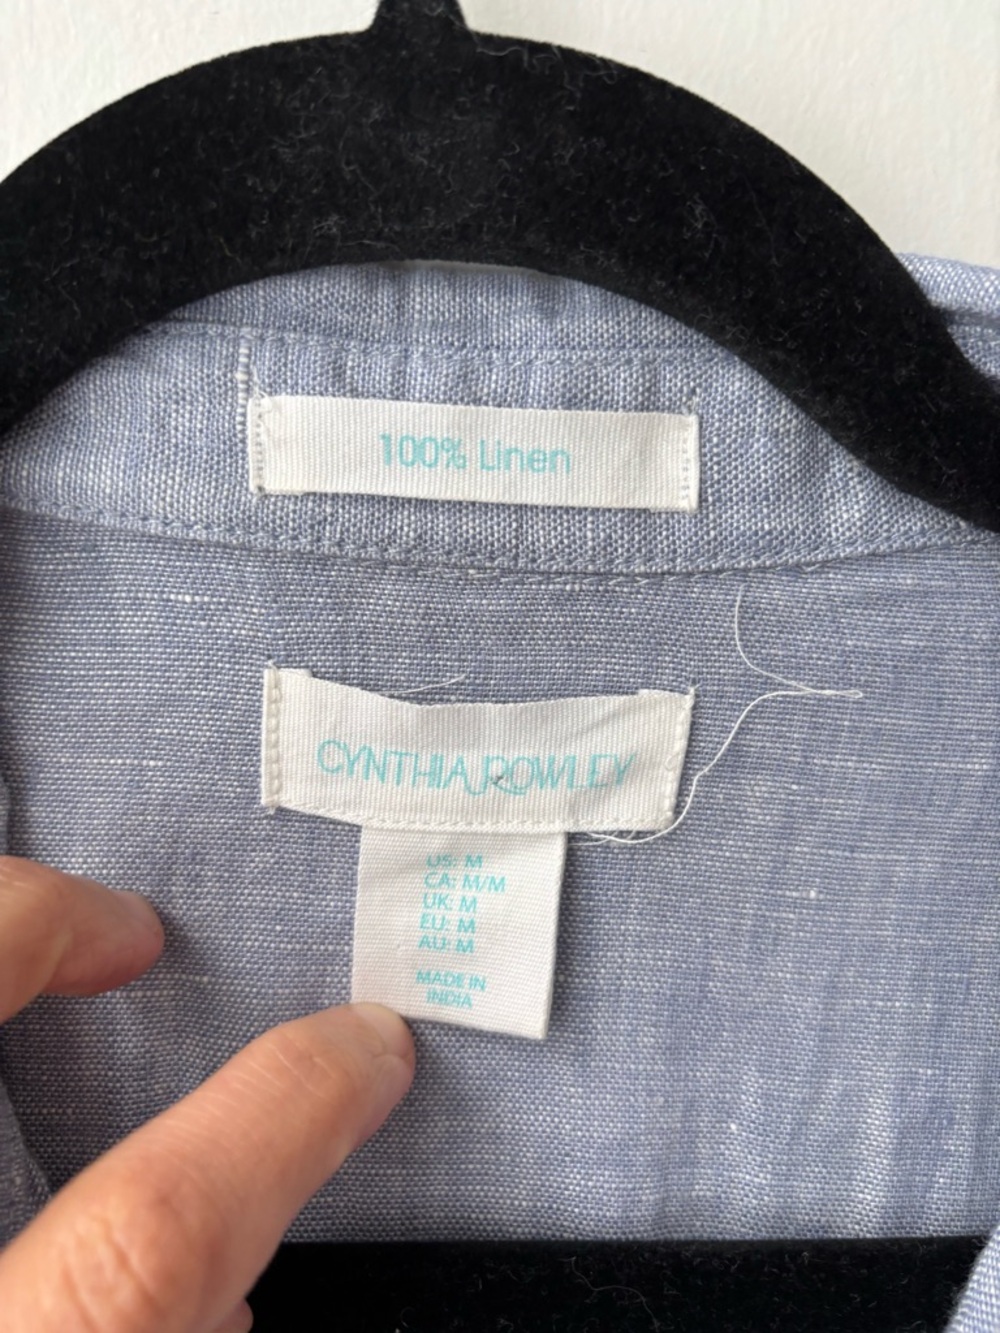 100% Linen
CYNTHIA ROWLEY
US: M
CA: M/M
UK: M
EU: M
AU: M
MADE IN
INDIA